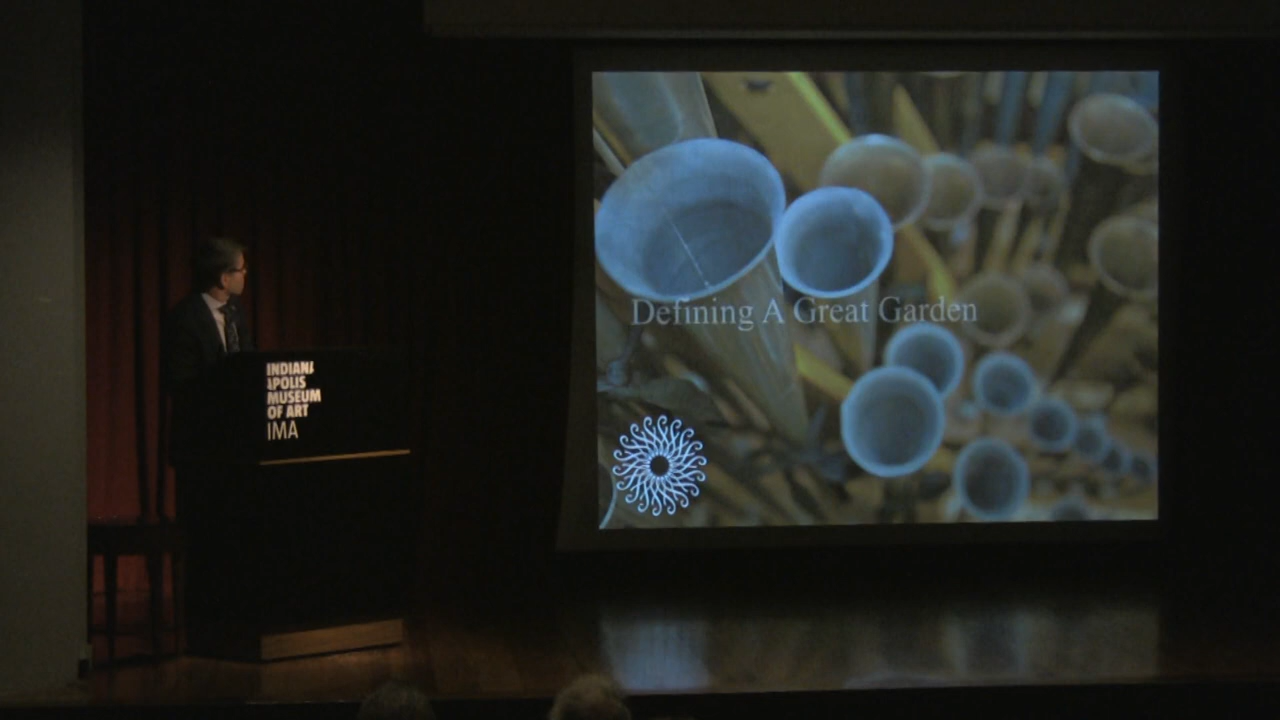 INDIANA
APOLIS
MUSEUM
OF ART
IMA
Defining A Great Garden